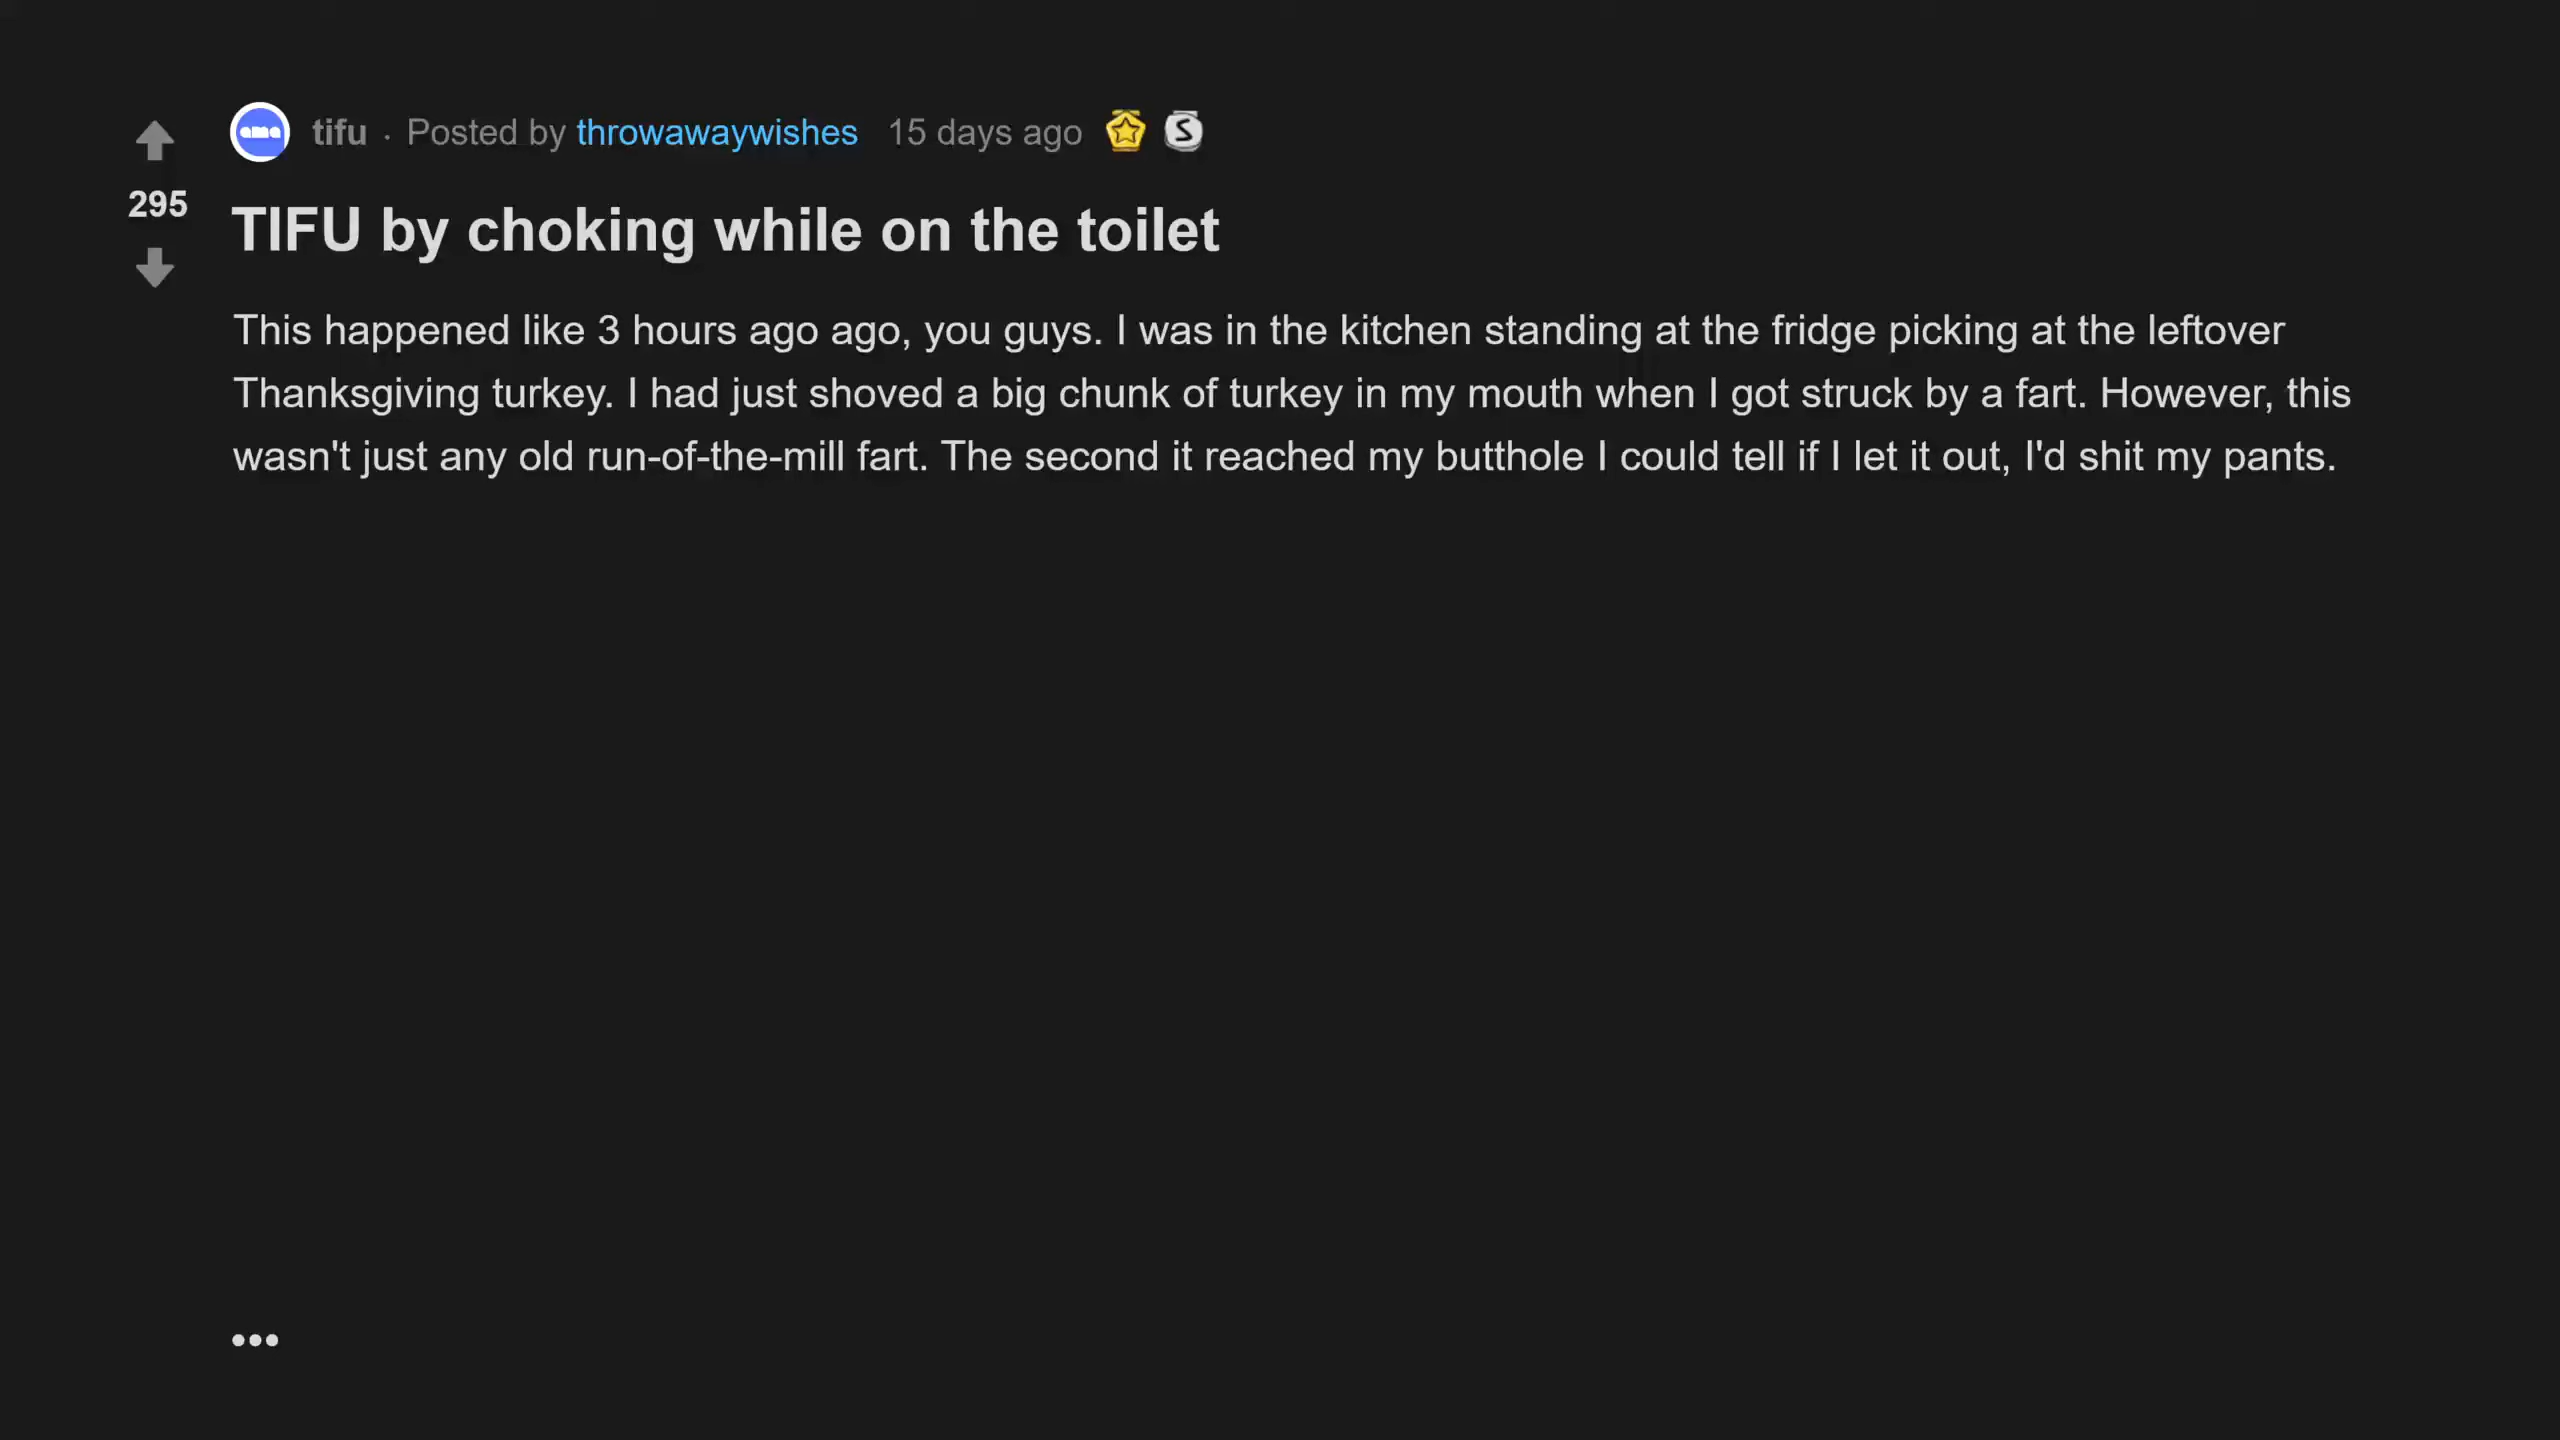 tifu · Posted by throwawaywishes 15 days ago
295
TIFU by choking while on the toilet
This happened like 3 hours ago ago, you guys. I was in the kitchen standing at the fridge picking at the leftover
Thanksgiving turkey. I had just shoved a big chunk of turkey in my mouth when I got struck by a fart. However, this
wasn't just any old run-of-the-mill fart. The second it reached my butthole I could tell if I let it out, I'd shit my pants.
•••